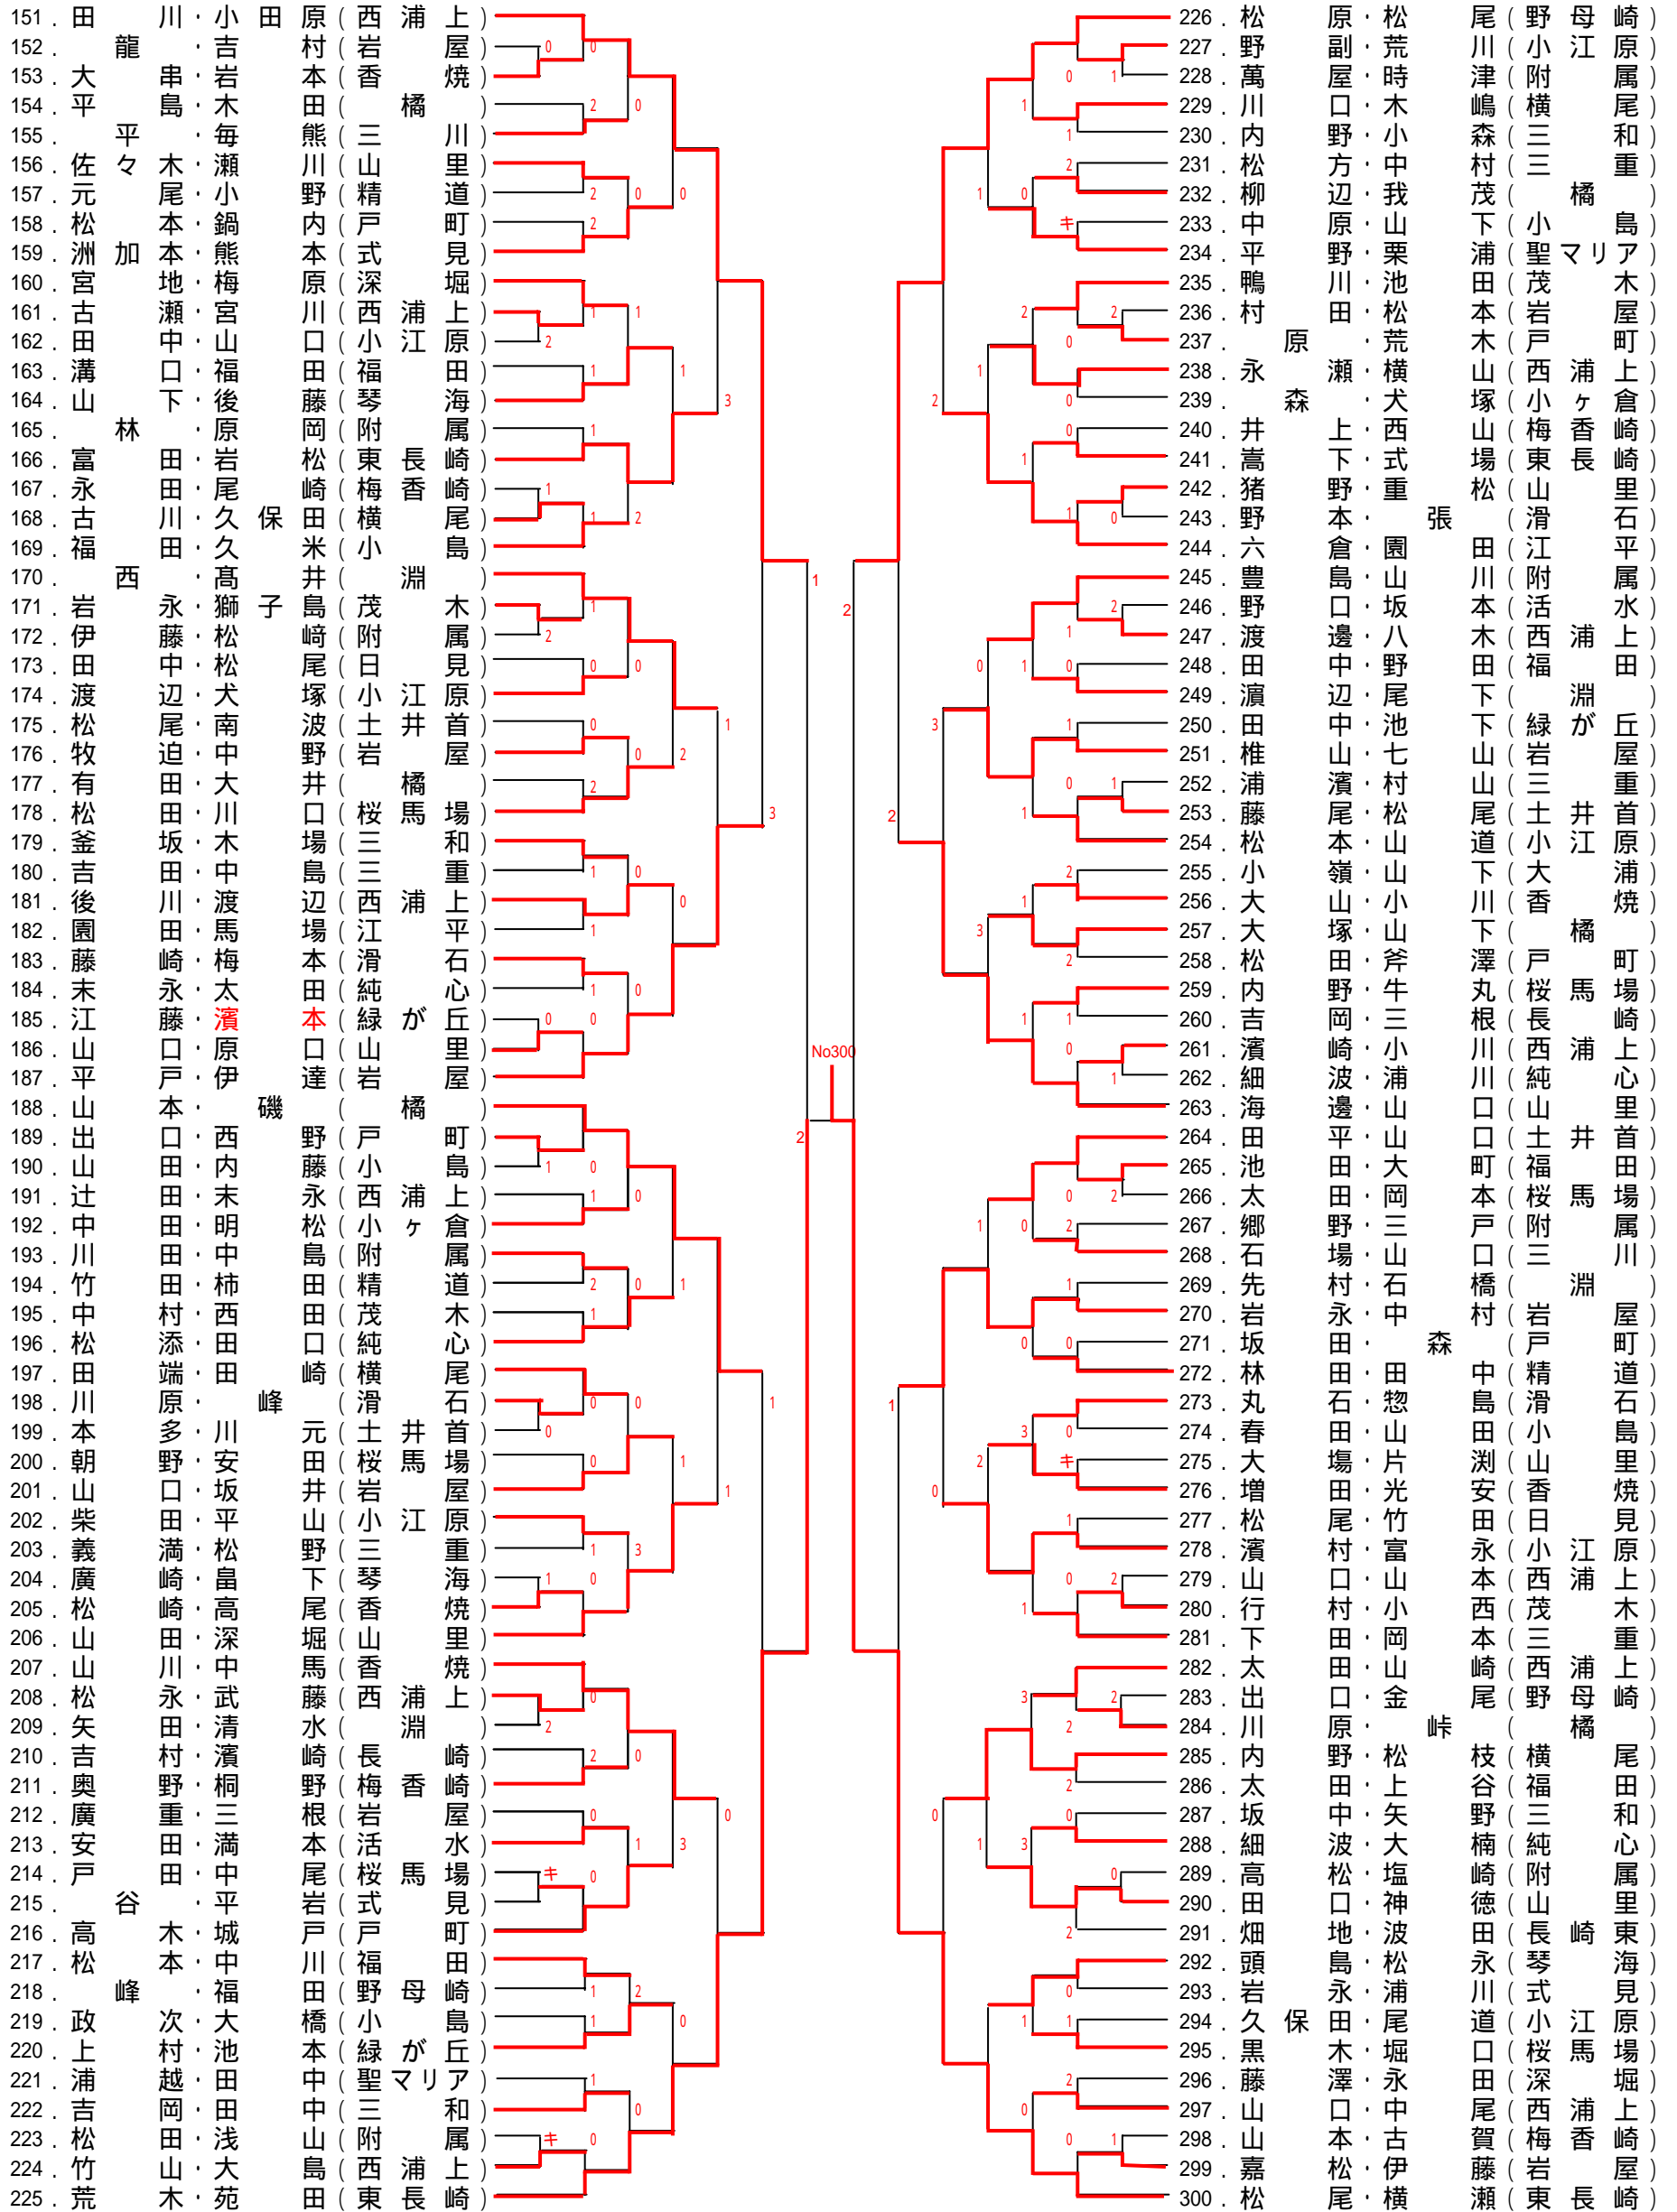 151. 田川・小田原(西浦上)
152. 龍・吉村(岩屋)
153. 大串・岩本(香焼)
154. 平島・木田(橘)
155. 平・毎熊(三川)
156. 佐々木・瀬川(山里)
157. 元尾・小野(精道)
158. 松本・鍋内(戸町)
159. 洲加本・熊本(式見)
160. 宮地・梅原(深堀)
161. 古瀬・宮川(西浦上)
162. 田中・山口(小江原)
163. 溝口・福田(福田)
164. 山下・後藤(琴海)
165. 林・原岡(附属)
166. 富田・岩松(東長崎)
167. 永田・尾崎(梅香崎)
168. 古川・久保田(横尾)
169. 福田・久米(小島)
170. 西・髙井(淵)
171. 岩永・獅子島(茂木)
172. 伊藤・松﨑(附属)
173. 田中・松尾(日見)
174. 渡辺・犬塚(小江原)
175. 松尾・南波(土井首)
176. 牧迫・中野(岩屋)
177. 有田・大井(橘)
178. 松田・川口(桜馬場)
179. 釜坂・木場(三和)
180. 吉田・中島(三重)
181. 後川・渡辺(西浦上)
182. 園田・馬場(江平)
183. 藤崎・梅本(滑石)
184. 末永・太田(純心)
185. 江藤・濱本(緑が丘)
186. 山口・原口(山里)
187. 平戸・伊達(岩屋)
188. 山本・磯(橘)
189. 出口・西野(戸町)
190. 山田・内藤(小島)
191. 辻田・末永(西浦上)
192. 中田・明松(小ヶ倉)
193. 川田・中島(附属)
194. 竹田・柿田(精道)
195. 中村・西田(茂木)
196. 松添・田口(純心)
197. 田端・田崎(横尾)
198. 川原・峰(滑石)
199. 本多・川元(土井首)
200. 朝野・安田(桜馬場)
201. 山口・坂井(岩屋)
202. 柴田・平山(小江原)
203. 義満・松野(三重)
204. 廣崎・畠下(琴海)
205. 松崎・高尾(香焼)
206. 山田・深堀(山里)
207. 山川・中馬(香焼)
208. 松永・武藤(西浦上)
209. 矢田・清水(淵)
210. 吉村・濱崎(長崎)
211. 奥野・桐野(梅香崎)
212. 廣重・三根(岩屋)
213. 安田・満本(活水)
214. 戸田・中尾(桜馬場)
215. 谷・平岩(式見)
216. 高木・城戸(戸町)
217. 松本・中川(福田)
218. 峰・福田(野母崎)
219. 政次・大橋(小島)
220. 上村・池本(緑が丘)
221. 浦越・田中(聖マリア)
222. 吉岡・田中(三和)
223. 松田・浅山(附属)
224. 竹山・大島(西浦上)
225. 荒木・苑田(東長崎)
No300
226. 松原・松尾(野母崎)
227. 野副・荒川(小江原)
228. 萬屋・時津(附属)
229. 川口・木嶋(横尾)
230. 内野・小森(三和)
231. 松方・中村(三重)
232. 柳辺・我茂(橘)
233. 中原・山下(小島)
234. 平野・栗浦(聖マリア)
235. 鴨川・池田(茂木)
236. 村田・松本(岩屋)
237. 原・荒木(戸町)
238. 永瀬・横山(西浦上)
239. 森・犬塚(小ヶ倉)
240. 井上・西山(梅香崎)
241. 嵩下・式場(東長崎)
242. 猪野・重松(山里)
243. 野本・張(滑石)
244. 六倉・園田(江平)
245. 豊島・山川(附属)
246. 野口・坂本(活水)
247. 渡邊・八木(西浦上)
248. 田中・野田(福田)
249. 濵辺・尾下(淵)
250. 田中・池下(緑が丘)
251. 椎山・七山(岩屋)
252. 浦濱・村山(三重)
253. 藤尾・松尾(土井首)
254. 松本・山道(小江原)
255. 小嶺・山下(大浦)
256. 大山・小川(香焼)
257. 大塚・山下(橘)
258. 松田・斧澤(戸町)
259. 内野・牛丸(桜馬場)
260. 吉岡・三根(長崎)
261. 濱崎・小川(西浦上)
262. 細波・浦川(純心)
263. 海邊・山口(山里)
264. 田平・山口(土井首)
265. 池田・大町(福田)
266. 太田・岡本(桜馬場)
267. 郷野・三戸(附属)
268. 石場・山口(三川)
269. 先村・石橋(淵)
270. 岩永・中村(岩屋)
271. 坂田・森(戸町)
272. 林田・田中(精道)
273. 丸石・惣島(滑石)
274. 春田・山田(小島)
275. 大塲・片渕(山里)
276. 増田・光安(香焼)
277. 松尾・竹田(日見)
278. 濱村・富永(小江原)
279. 山口・山本(西浦上)
280. 行村・小西(茂木)
281. 下田・岡本(三重)
282. 太田・山崎(西浦上)
283. 出口・金尾(野母崎)
284. 川原・峠(橘)
285. 内野・松枝(横尾)
286. 太田・上谷(福田)
287. 坂中・矢野(三和)
288. 細波・大楠(純心)
289. 高松・塩崎(附属)
290. 田口・神徳(山里)
291. 畑地・波田(長崎東)
292. 頭島・松永(琴海)
293. 岩永・浦川(式見)
294. 久保田・尾道(小江原)
295. 黒木・堀口(桜馬場)
296. 藤澤・永田(深堀)
297. 山口・中尾(西浦上)
298. 山本・古賀(梅香崎)
299. 嘉松・伊藤(岩屋)
300. 松尾・横瀬(東長崎)